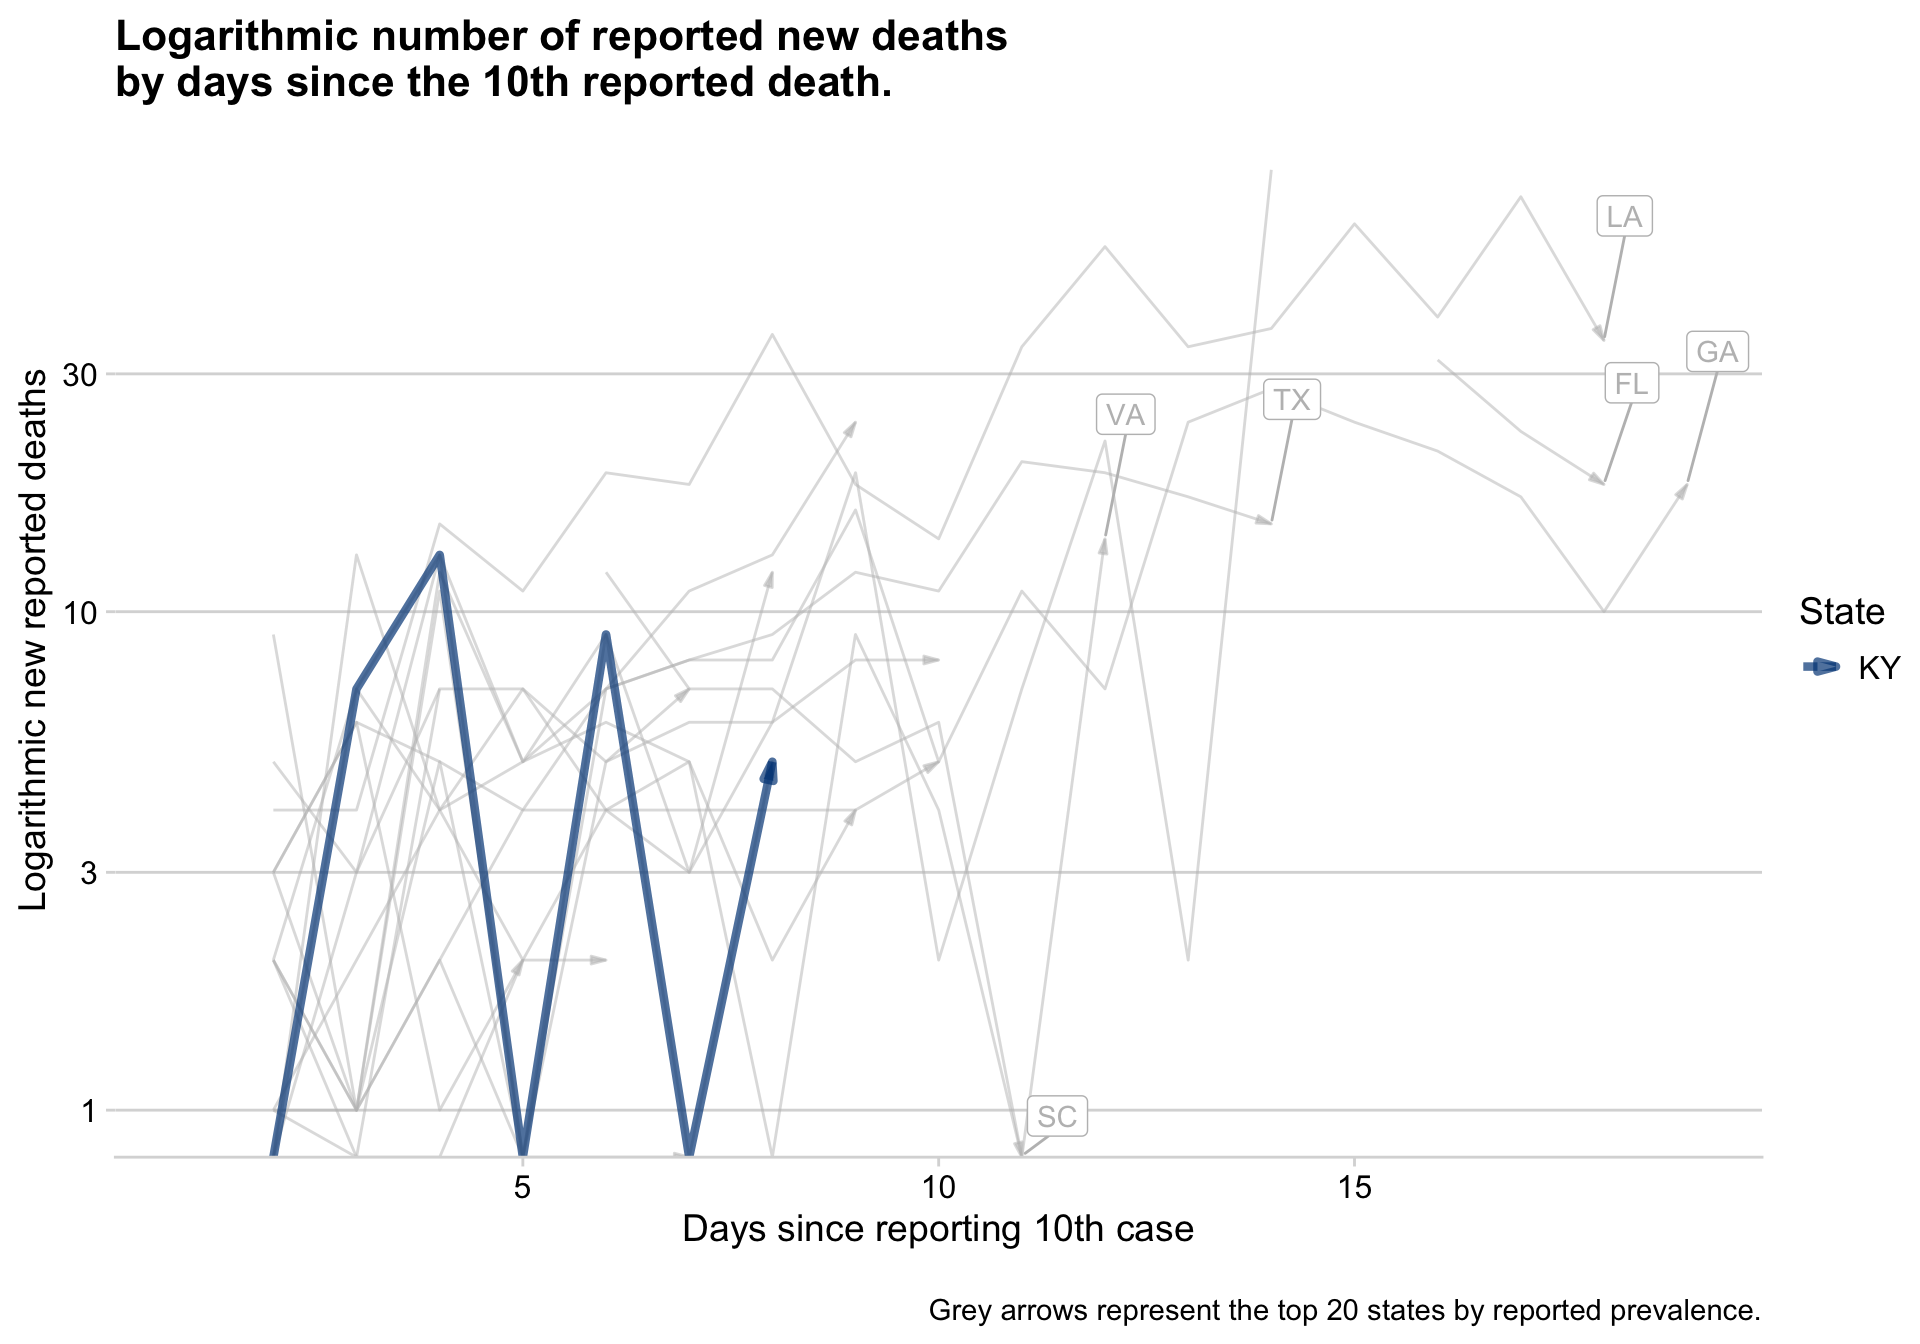 Logarithmic number of reported new deaths
by days since the 10th reported death.
Logarithmic new reported deaths
30
10
3
1
LA
GA
FL
TX
VA
SC
State
KY
5
10
15
Days since reporting 10th case
Grey arrows represent the top 20 states by reported prevalence.